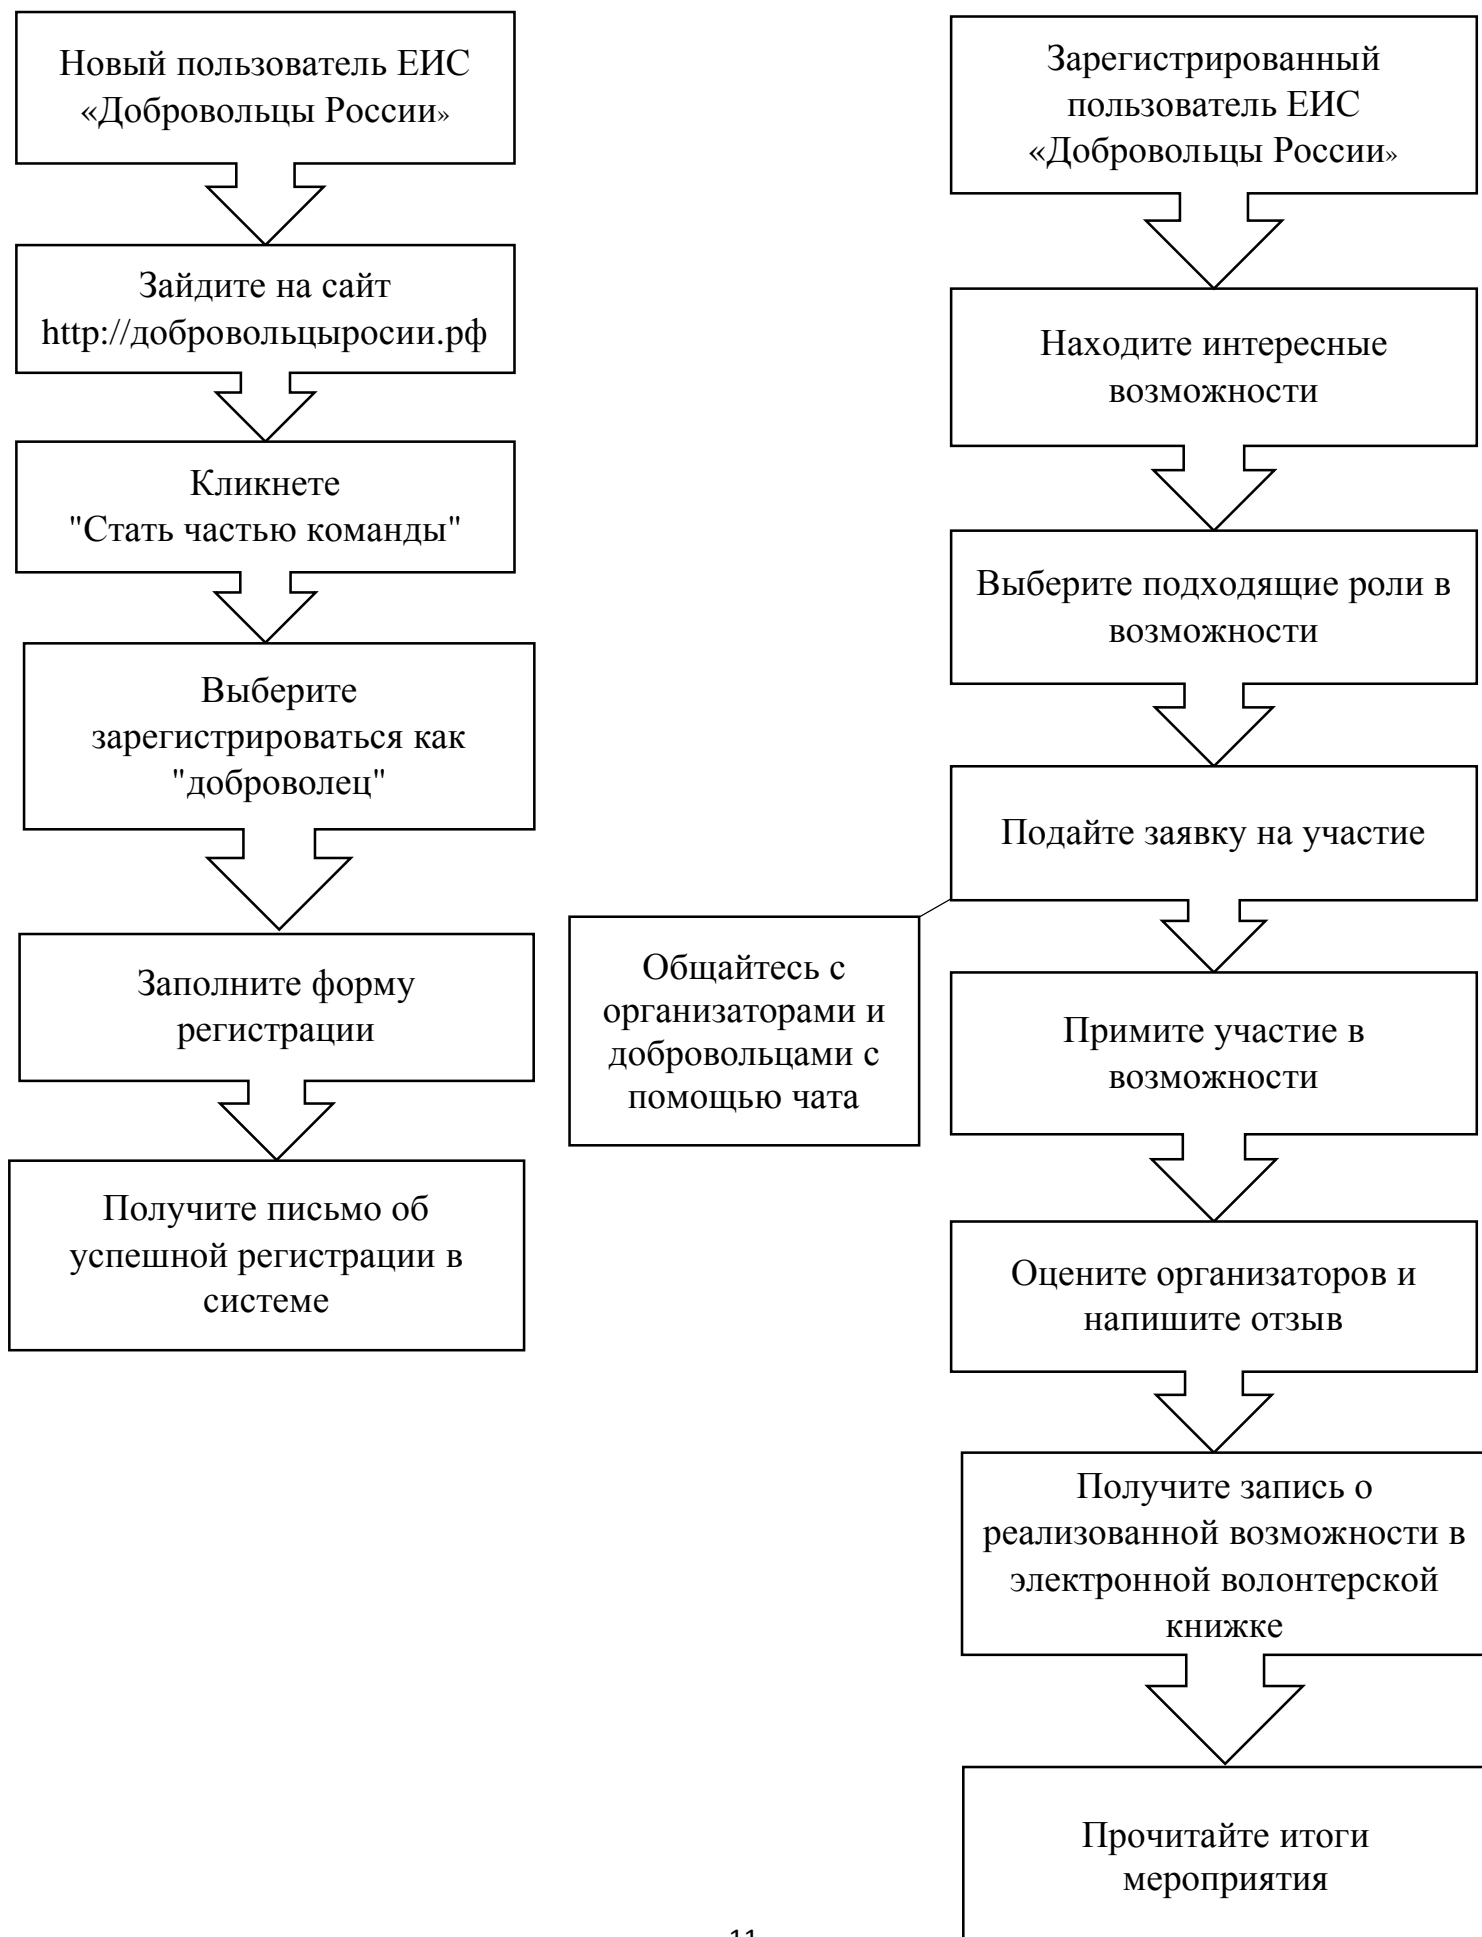 Новый пользователь ЕИС
«Добровольцы России»
Зайдите на сайт
http://добровольцыросии.рф
Кликнете
"Стать частью команды"
Выберите
зарегистрироваться как
"доброволец"
Заполните форму
регистрации
Получите письмо об
успешной регистрации в
системе
Зарегистрированный
пользователь ЕИС
«Добровольцы России»
Находите интересные
возможности
Выберите подходящие роли в
возможности
Подайте заявку на участие
Общайтесь с
организаторами и
добровольцами с
помощью чата
Примите участие в
возможности
Оцените организаторов и
напишите отзыв
Получите запись о
реализованной возможности в
электронной волонтерской
книжке
Прочитайте итоги
мероприятия
11